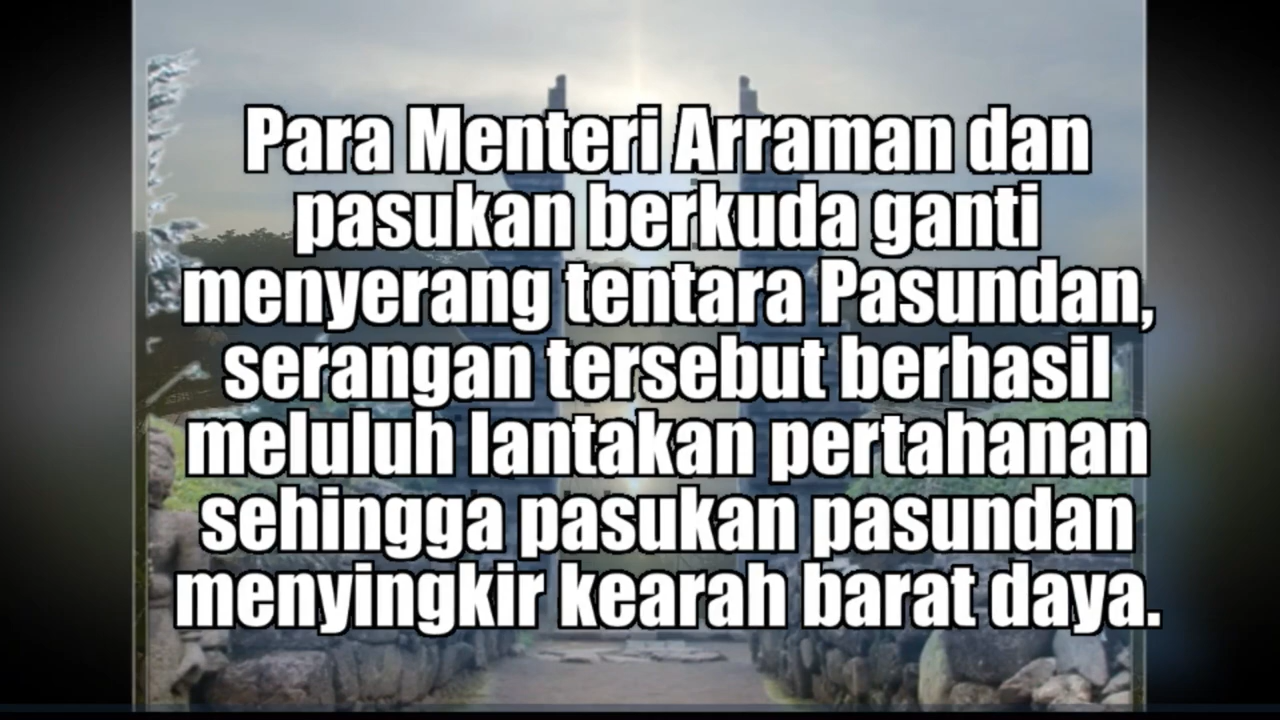 Para Menteri Arraman dan
pasukan berkuda ganti
menyerang tentara Pasundan,
serangan tersebut berhasil
meluluh lantakan pertahanan
sehingga pasukan pasundan
menyingkir kearah barat daya.